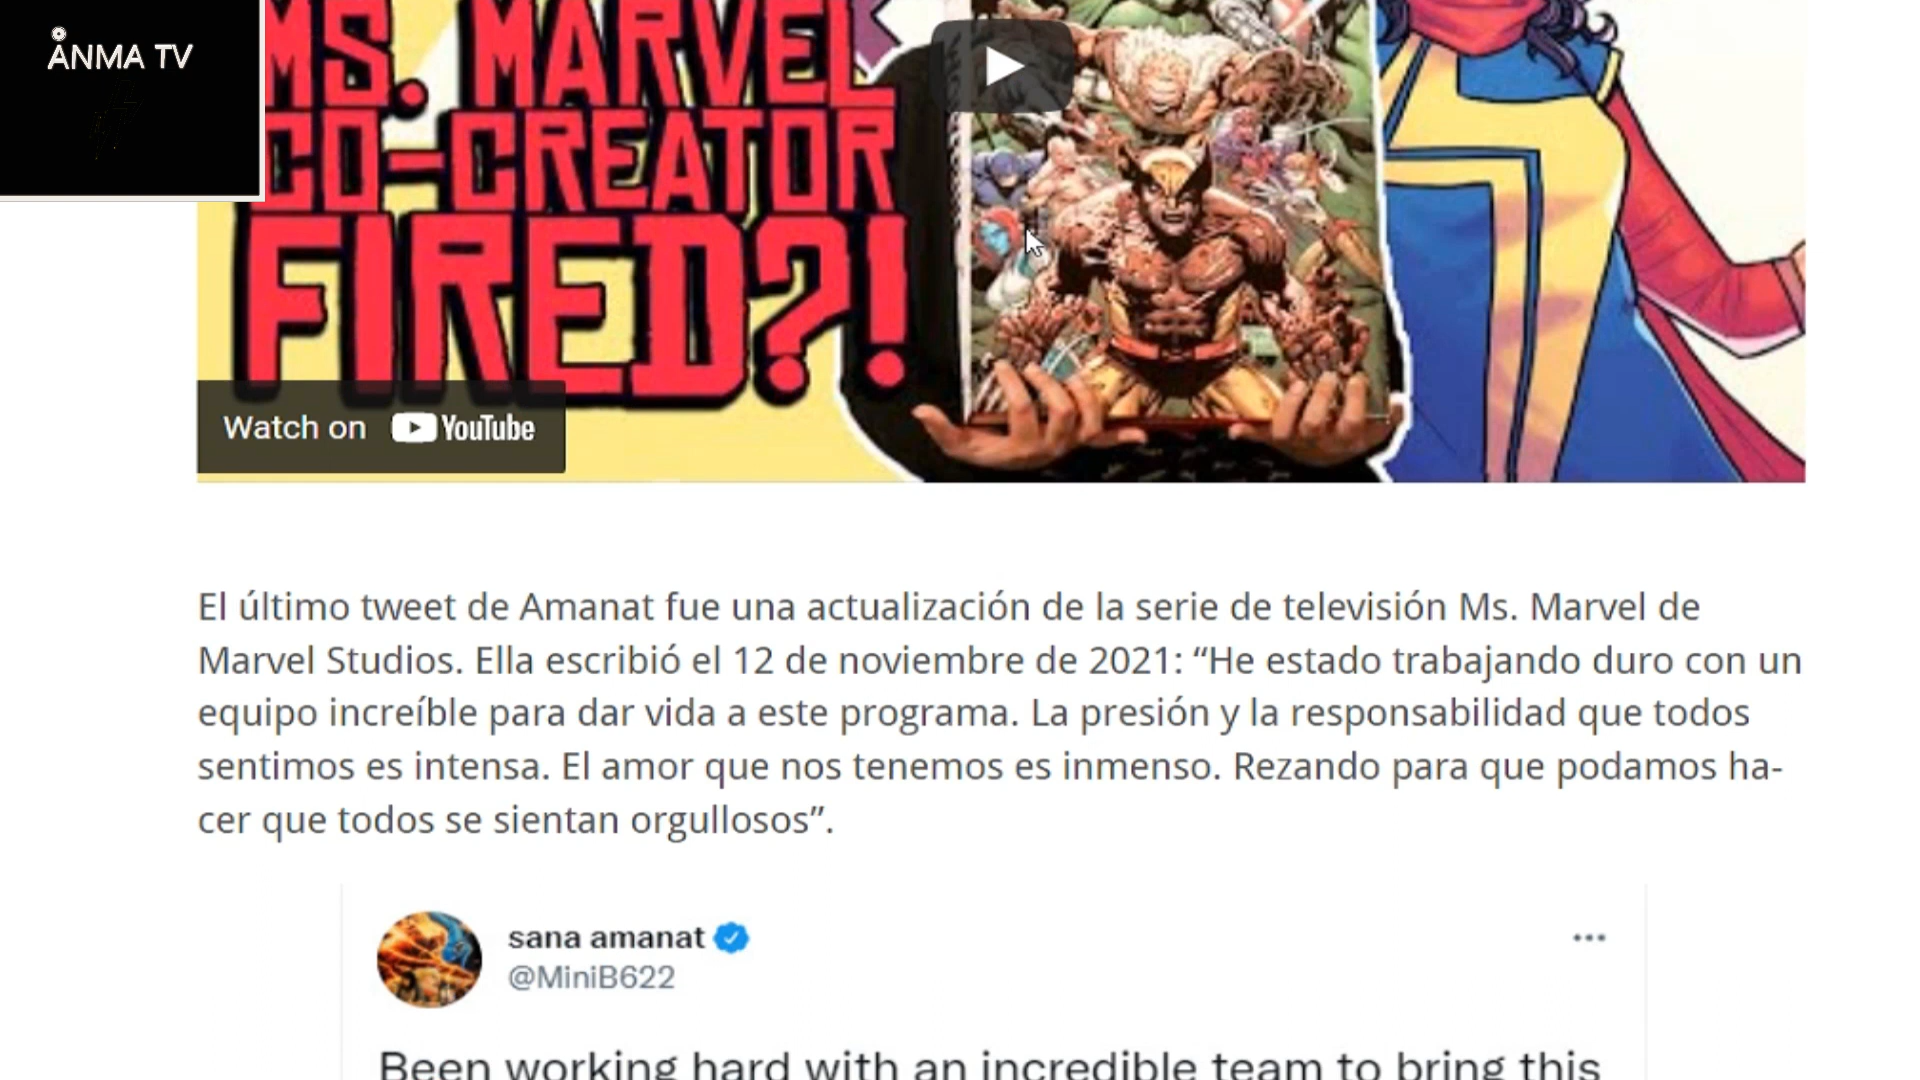 ÅNMA TV
MS. MARVEL
CO-CREATOR
FIRED?!
Watch on YouTube
El último tweet de Amanat fue una actualización de la serie de televisión Ms. Marvel de
Marvel Studios. Ella escribió el 12 de noviembre de 2021: “He estado trabajando duro con un
equipo increíble para dar vida a este programa. La presión y la responsabilidad que todos
sentimos es intensa. El amor que nos tenemos es inmenso. Rezando para que podamos ha-
cer que todos se sientan orgullosos”.
sana amanat
@MiniB622
Been working hard with an incredible team to bring this